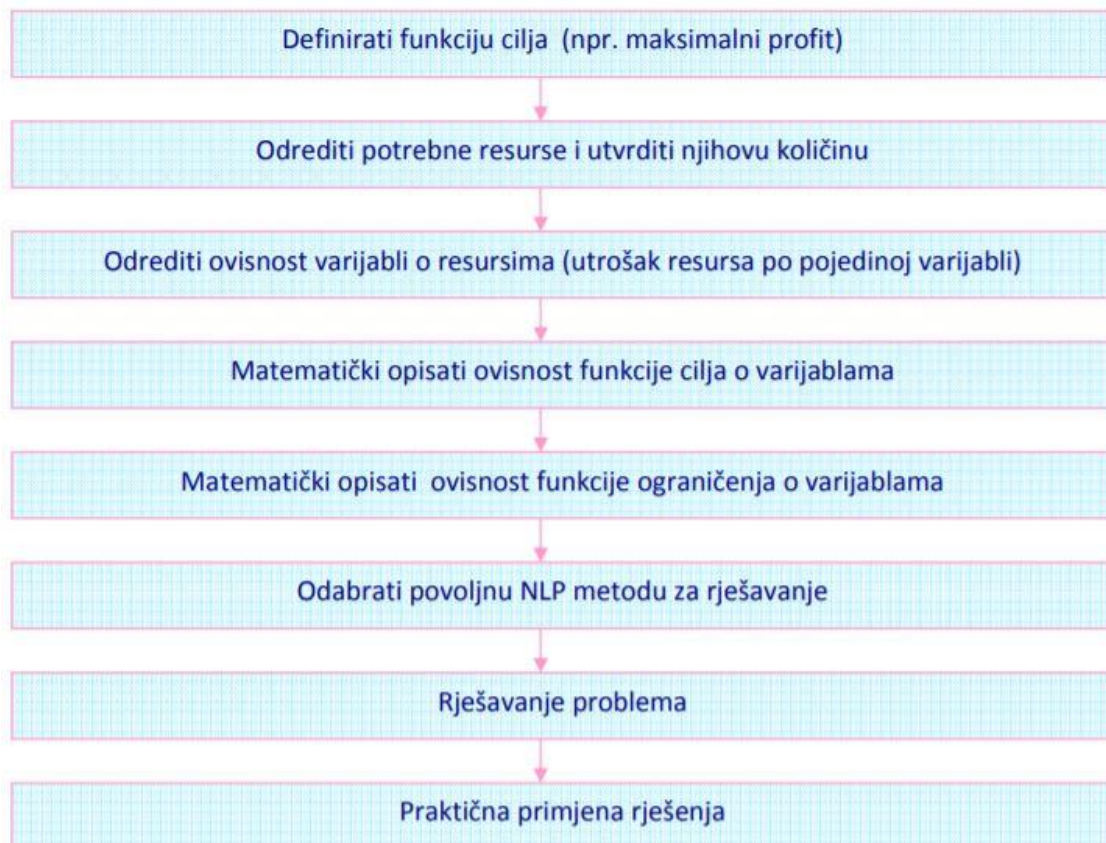 Definirati funkciju cilja (npr. maksimalni profit)
Odrediti potrebne resurse i utvrditi njihovu količinu
Odrediti ovisnost varijabli o resursima (utrošak resursa po pojedinoj varijabli)
Matematički opisati ovisnost funkcije cilja o varijablama
Matematički opisati ovisnost funkcije ograničenja o varijablama
Odabrati povoljnu NLP metodu za rješavanje
Rješavanje problema
Praktična primjena rješenja